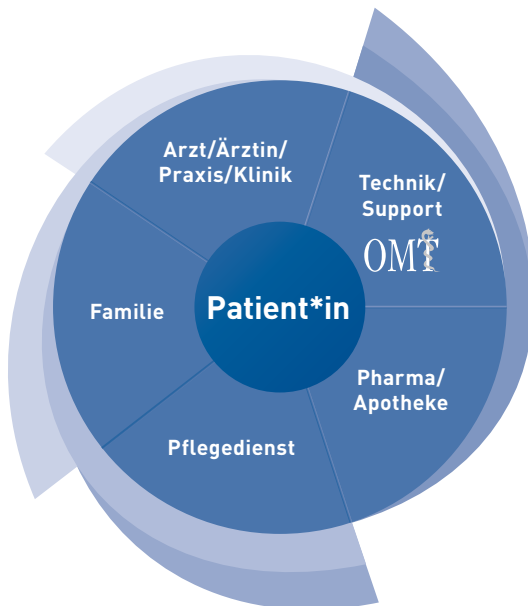 Arzt/Ärztin/
Praxis/Klinik
Technik/
Support
OMT
Familie
Patient*in
Pharma/
Apotheke
Pflegedienst